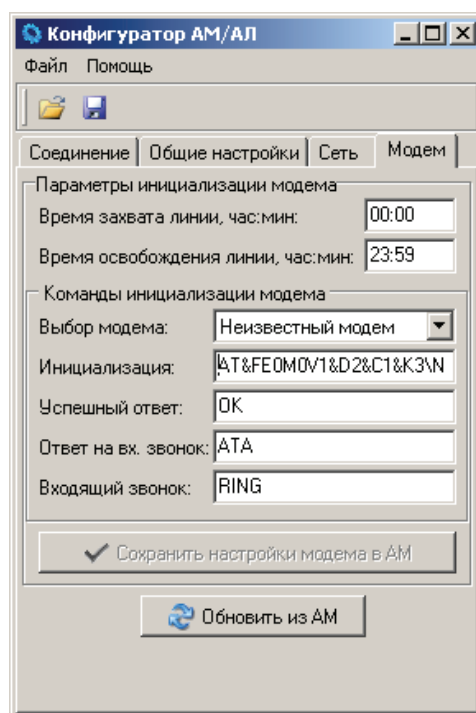 Конфигуратор АМ/АЛ
Файл Помощь
Соединение Общие настройки Сеть Модем
Параметры инициализации модема
Время захвата линии, час:мин: 00:00
Время освобождения линии, час:мин: 23:59
Команды инициализации модема
Выбор модема: Неизвестный модем
Инициализация: AT&FE0M0V1&D2&C1&K3\N
Успешный ответ: OK
Ответ на вх. звонок: ATA
Входящий звонок: RING
Сохранить настройки модема в АМ
Обновить из АМ